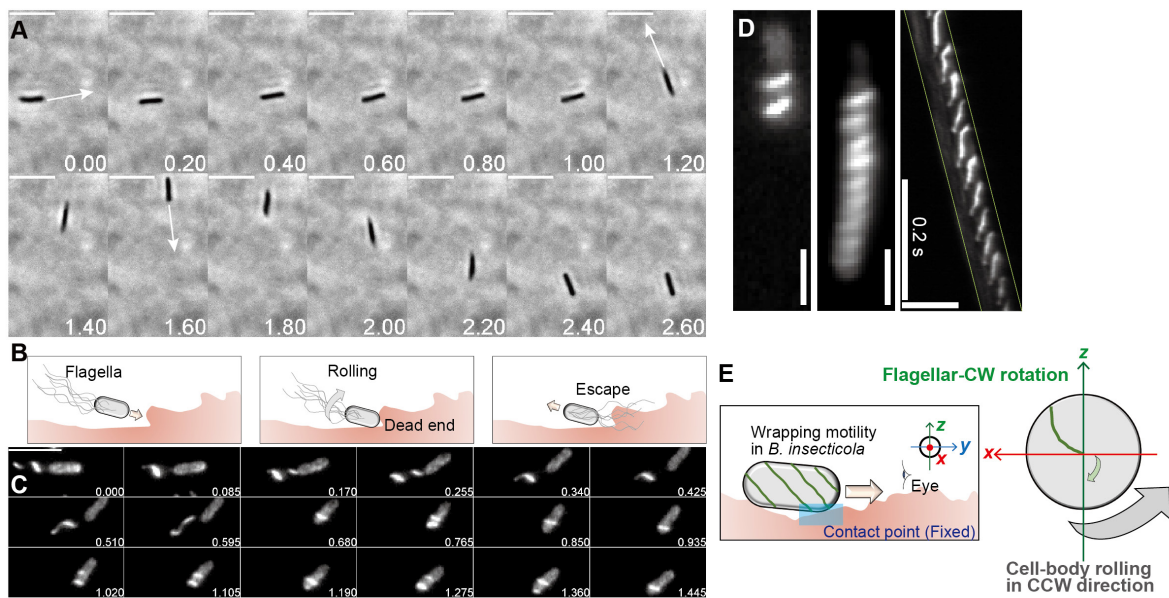 A
0.00
0.20
0.40
0.60
0.80
1.00
1.20
1.40
1.60
1.80
2.00
2.20
2.40
2.60
B
Flagella
Rolling
Dead end
Escape
C
0.000
0.085
0.170
0.255
0.340
0.425
0.510
0.595
0.680
0.765
0.850
0.935
1.020
1.105
1.190
1.275
1.360
1.445
D
0.2 s
E
Flagellar-CW rotation
Wrapping motility
in B. insecticola
z
y
x
Eye
Contact point (Fixed)
z
x
Cell-body rolling
in CCW direction